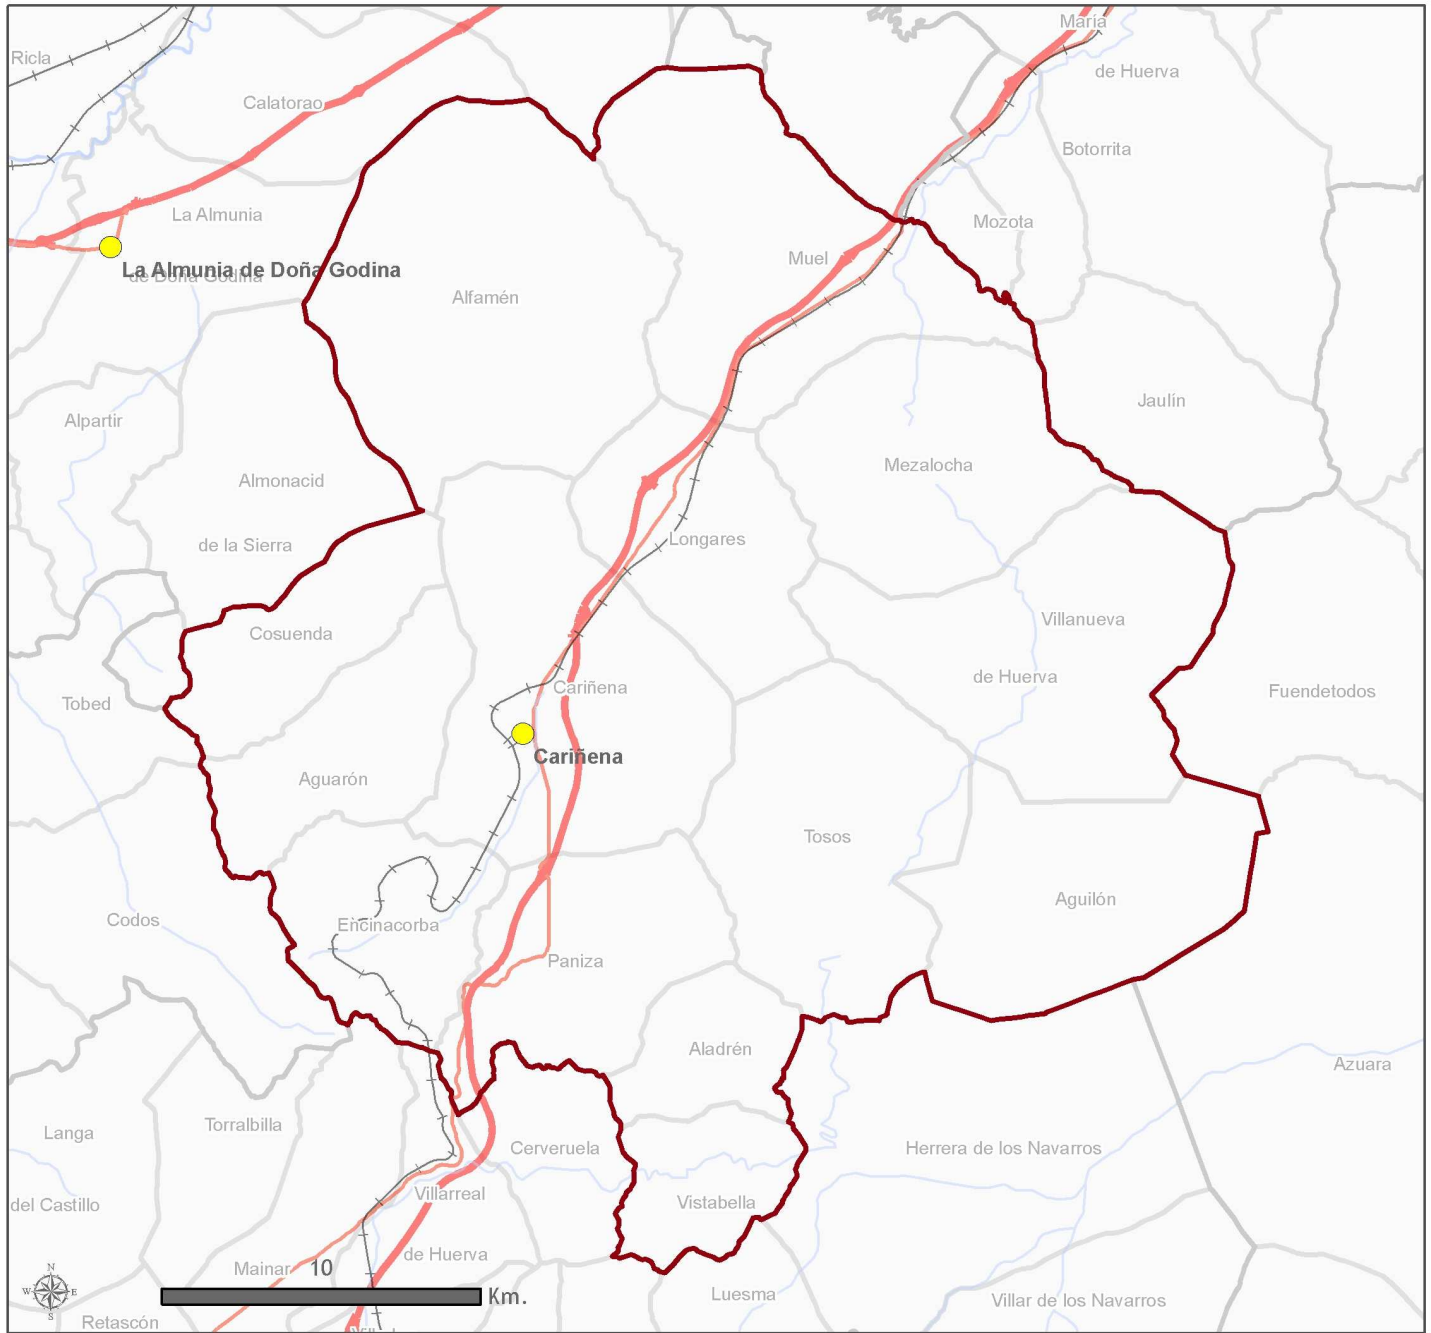 María
de Huerva
Ricla
Calatorao
Botorrita
La Almunia
Mozota
Muel
La Almunia de Doña Godina
de Doña Godina
Alfamén
Jaulín
Alpartir
Mezalocha
Almonacid
de la Sierra
Longares
Villanueva
de Huerva
Cosuenda
Cariñena
Fuendetodos
Tobed
Cariñena
Aguarón
Tosos
Aguilón
Codos
Encinacorba
Paniza
Aladrén
Azuara
Torralbilla
Langa
del Castillo
Cerveruela
Herrera de los Navarros
Villarreal
de Huerva
Vistabella
Mainar
10
Km.
Luesma
Villar de los Navarros
Retascón
N
W
E
S